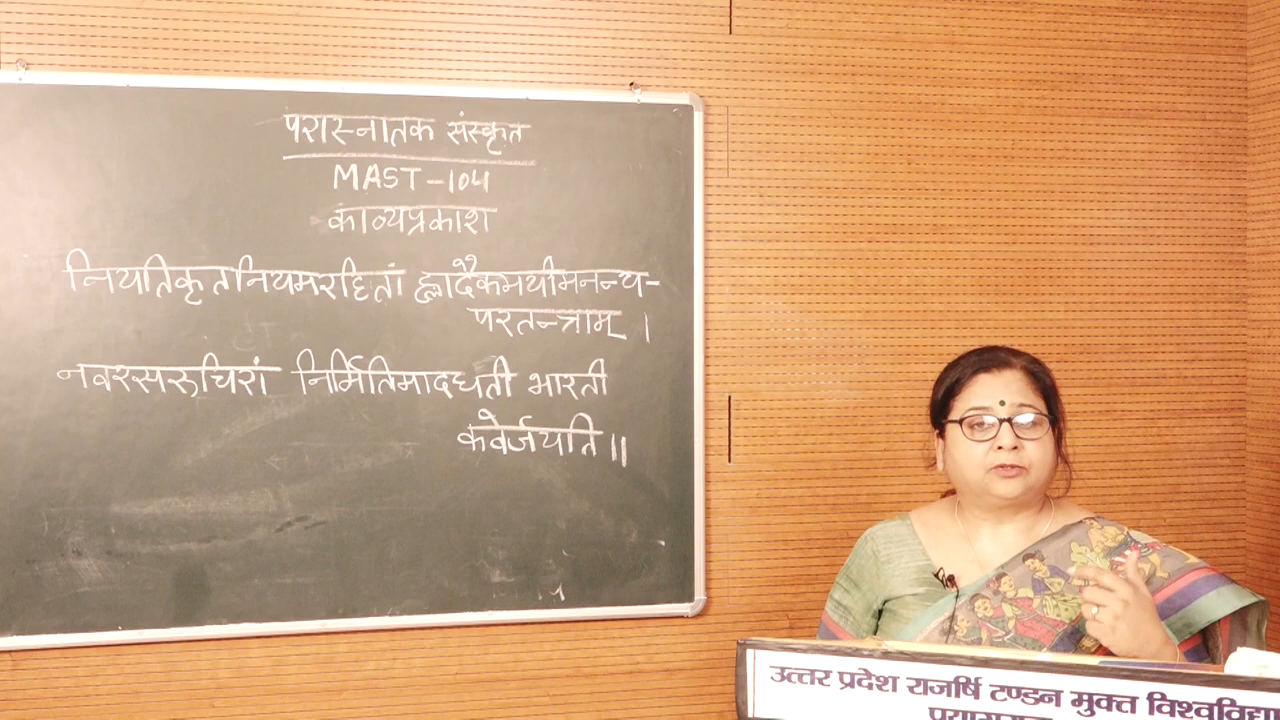 परास्नातक संस्कृत
MAST-104
काव्यप्रकाश
नियतिकृतनियमरहितां ह्लादैकमयीमनन्य-
परतन्त्राम् ।
नवरसरुचिरां निर्मितिमादधती भारती
कवेर्जयति ॥
उत्तर प्रदेश राजर्षि टण्डन मुक्त